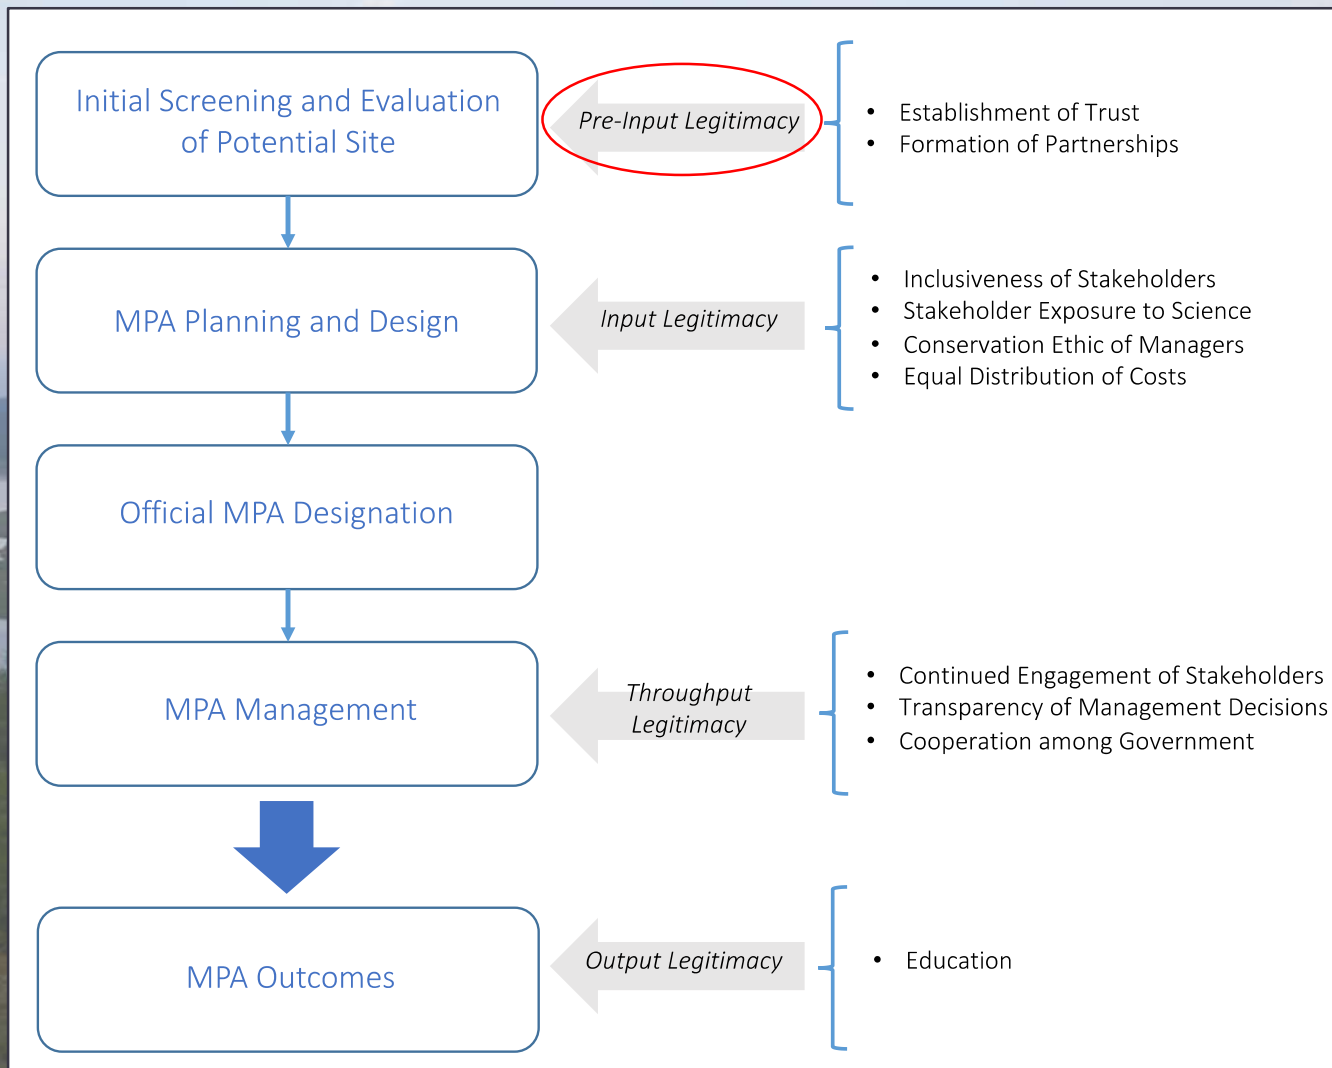 Initial Screening and Evaluation
of Potential Site
Pre-Input Legitimacy
• Establishment of Trust
• Formation of Partnerships
MPA Planning and Design
Input Legitimacy
• Inclusiveness of Stakeholders
• Stakeholder Exposure to Science
• Conservation Ethic of Managers
• Equal Distribution of Costs
Official MPA Designation
MPA Management
Throughput
Legitimacy
• Continued Engagement of Stakeholders
• Transparency of Management Decisions
• Cooperation among Government
MPA Outcomes
Output Legitimacy
• Education